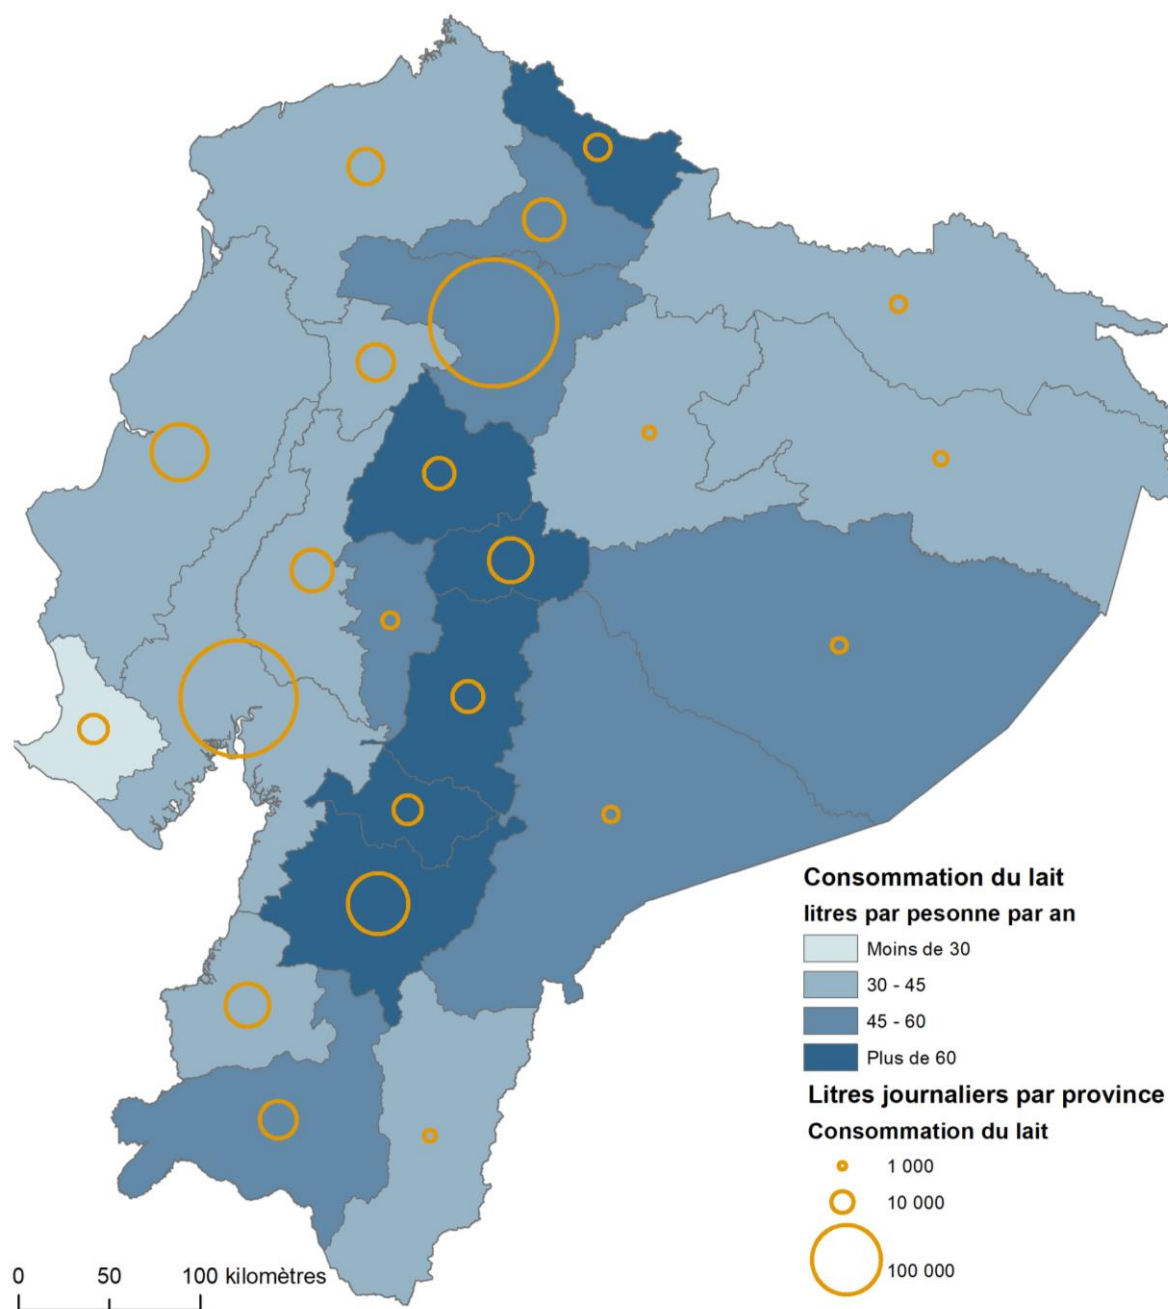 Consommation du lait
litres par pesonne par an
Moins de 30
30 - 45
45 - 60
Plus de 60
Litres journaliers par province
Consommation du lait
1 000
10 000
100 000
0 50 100 kilomètres